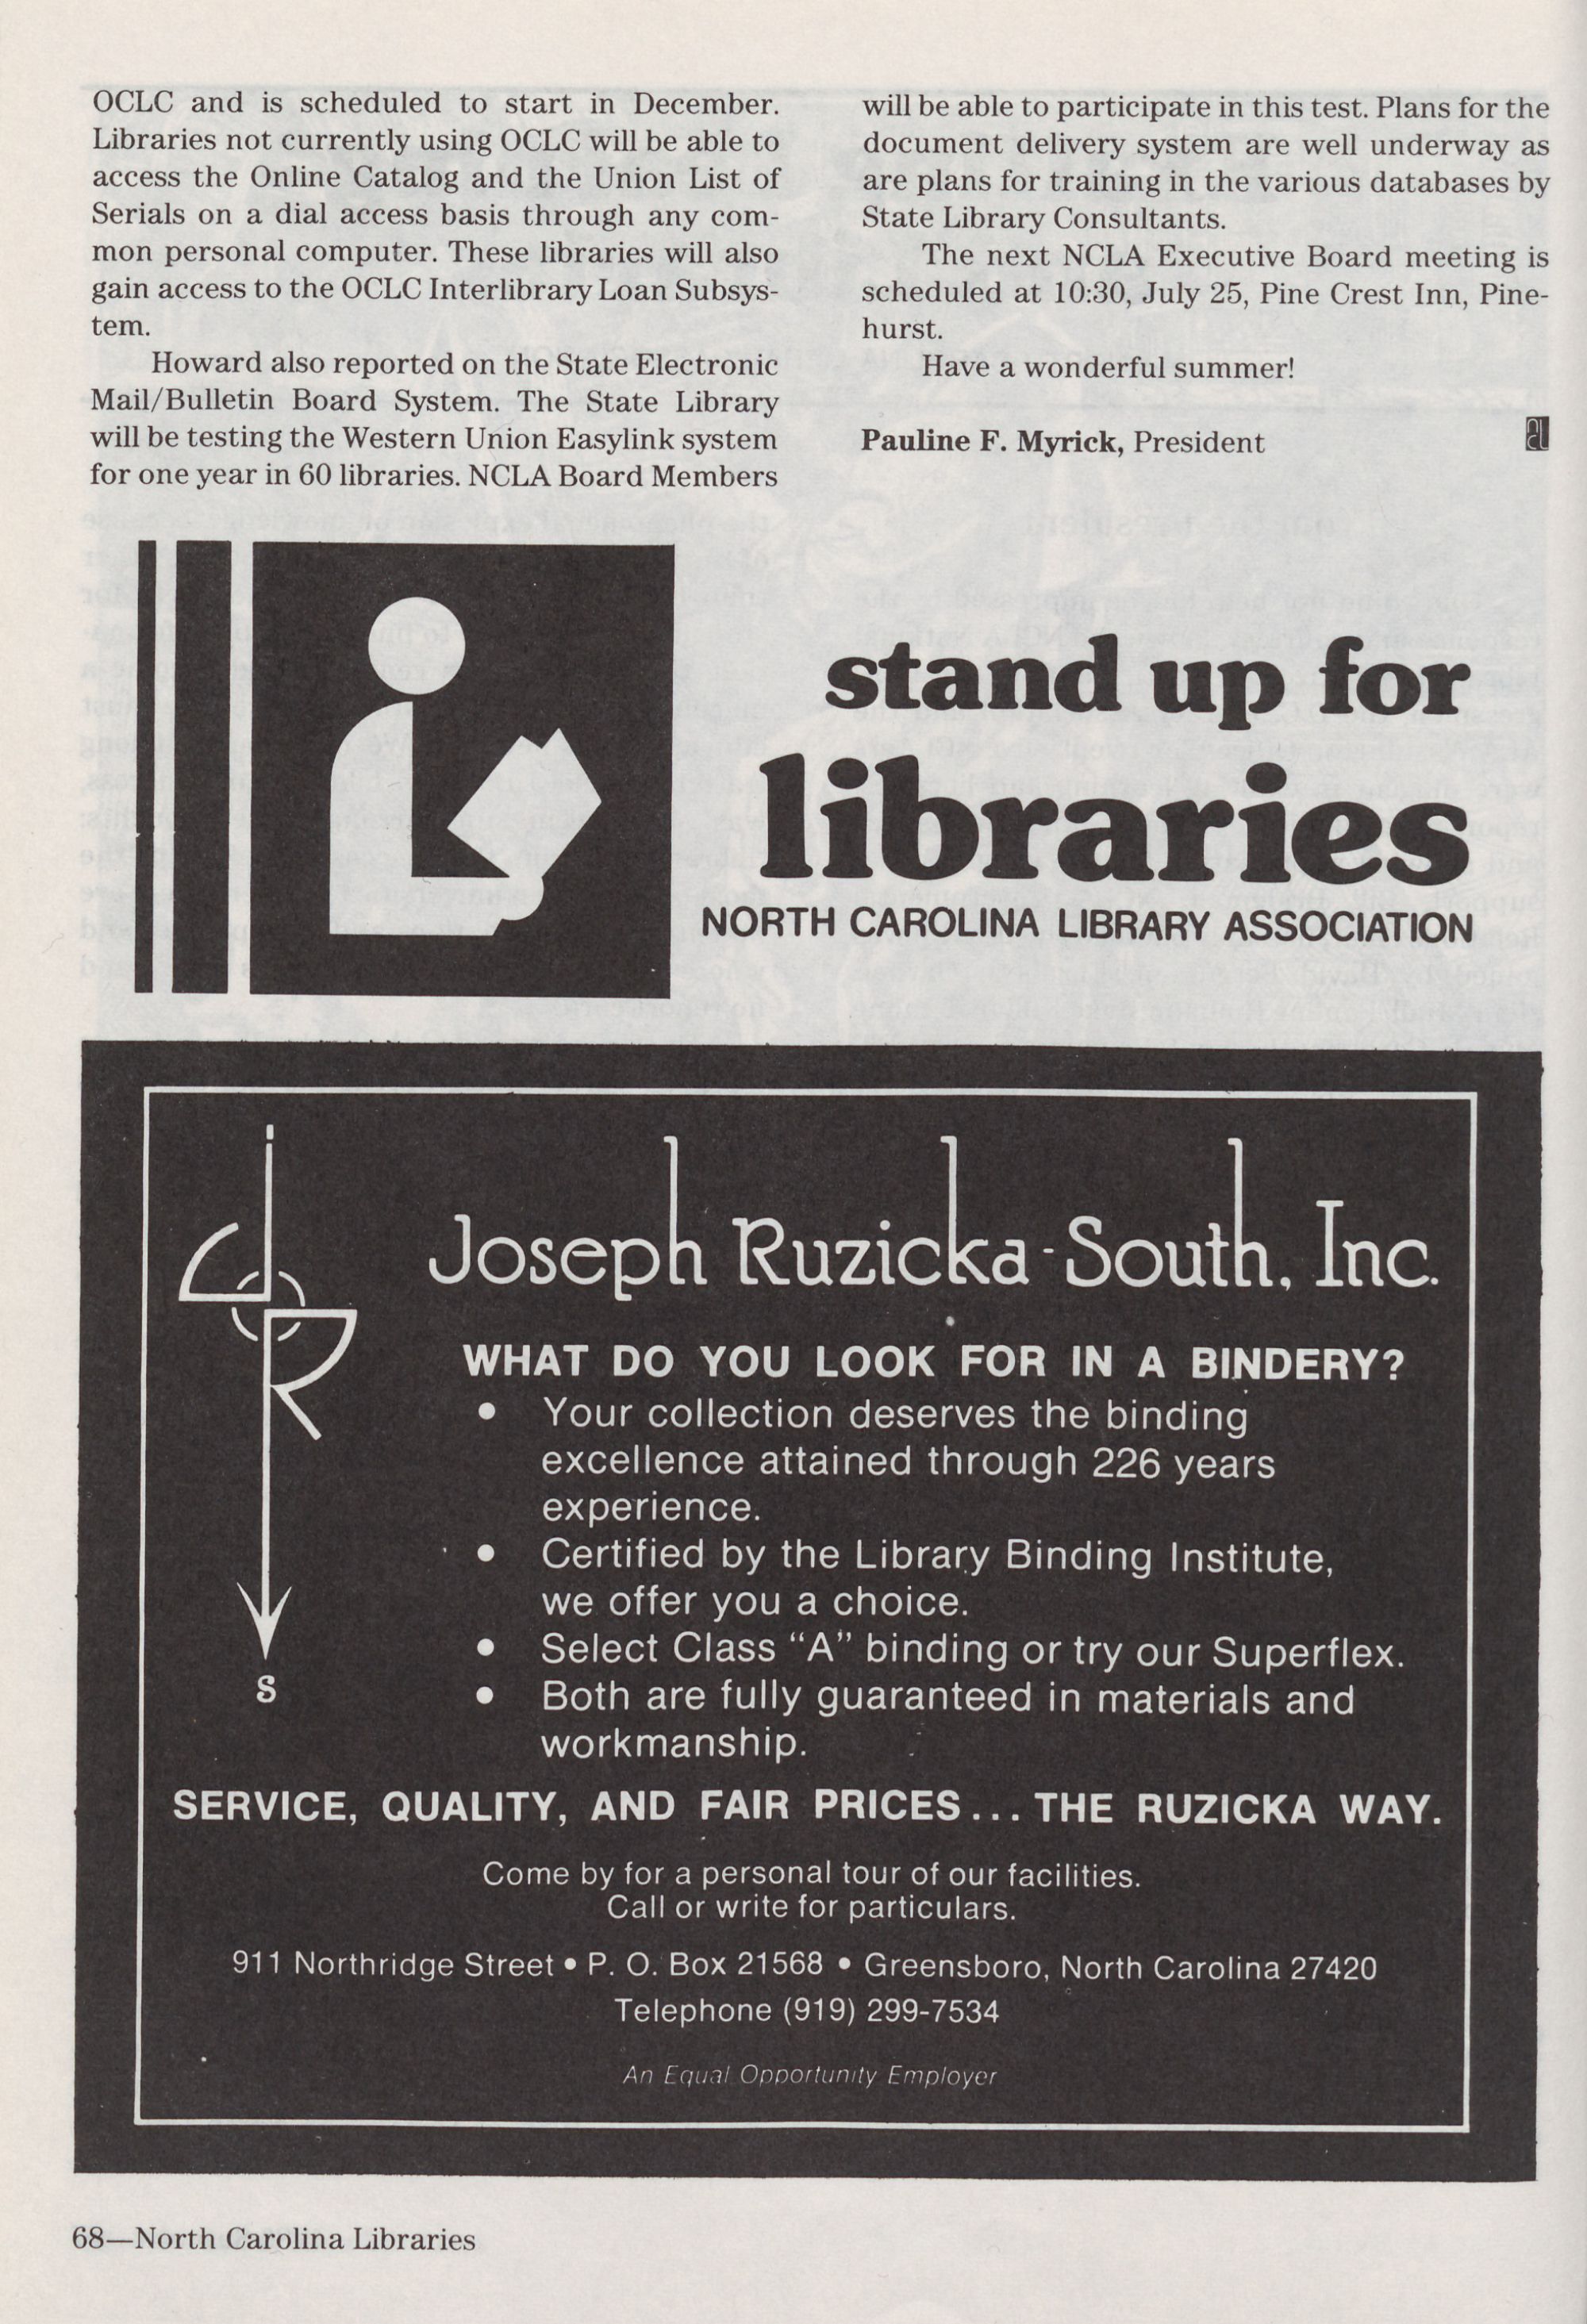 OCLC and is scheduled to start in December.
Libraries not currently using OCLC will be able to
access the Online Catalog and the Union List of
Serials on a dial access basis through any com-
mon personal computer. These libraries will also
gain access to the OCLC Interlibrary Loan Subsys-
tem.
Howard also reported on the State Electronic
Mail/Bulletin Board System. The State Library
will be testing the Western Union Easylink system
for one year in 60 libraries. NCLA Board Members
will be able to participate in this test. Plans for the
document delivery system are well underway as
are plans for training in the various databases by
State Library Consultants.
The next NCLA Executive Board meeting is
scheduled at 10:30, July 25, Pine Crest Inn, Pine-
hurst.
Have a wonderful summer!
Pauline F. Myrick, President
stand up for
libraries
NORTH CAROLINA LIBRARY ASSOCIATION
J
R
S
Joseph Ruzicka-South, Inc.
WHAT DO YOU LOOK FOR IN A BINDERY?
• Your collection deserves the binding
excellence attained through 226 years
experience.
• Certified by the Library Binding Institute,
we offer you a choice.
• Select Class “A” binding or try our Superflex.
• Both are fully guaranteed in materials and
workmanship.
SERVICE, QUALITY, AND FAIR PRICES... THE RUZICKA WAY.
Come by for a personal tour of our facilities.
Call or write for particulars.
911 Northridge Street • P. O. Box 21568 • Greensboro, North Carolina 27420
Telephone (919) 299-7534
An Equal Opportunity Employer
68—North Carolina Libraries